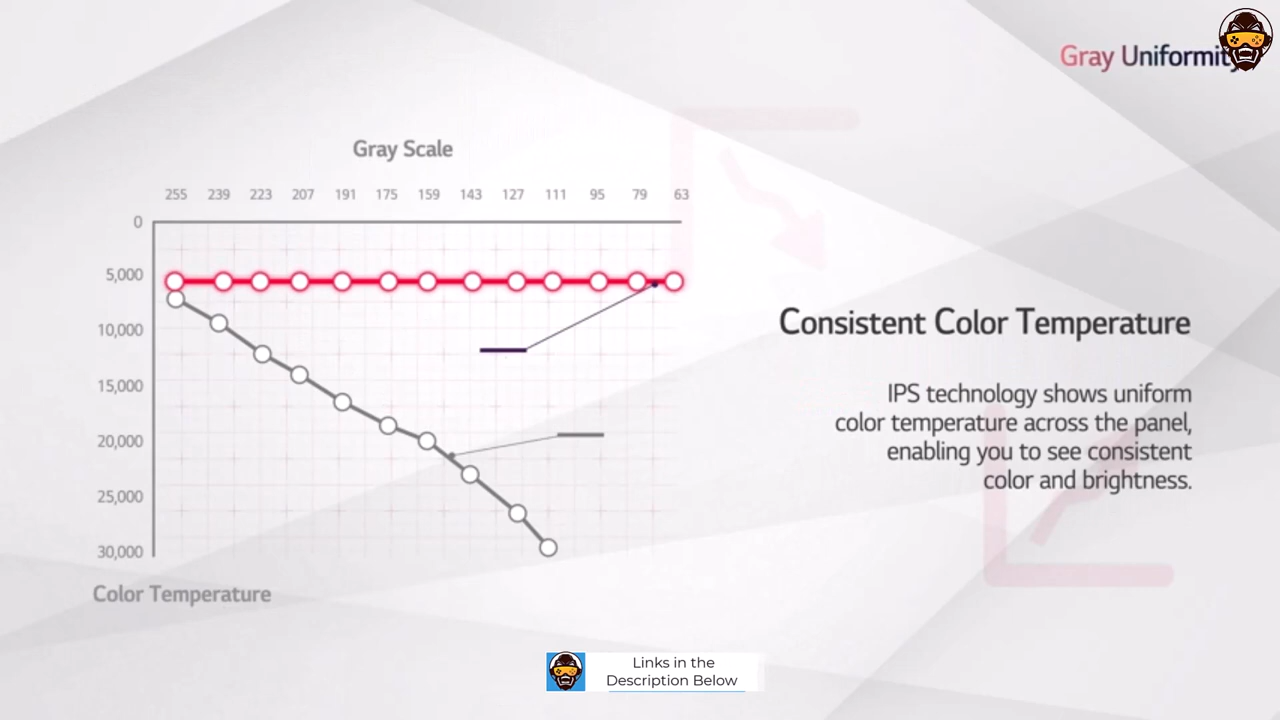 Gray Uniformity
Gray Scale
255 239 223 207 191 175 159 143 127 111 95 79 63
0
5,000
10,000
15,000
20,000
25,000
30,000
Color Temperature
Consistent Color Temperature
IPS technology shows uniform
color temperature across the panel,
enabling you to see consistent
color and brightness.
Links in the
Description Below